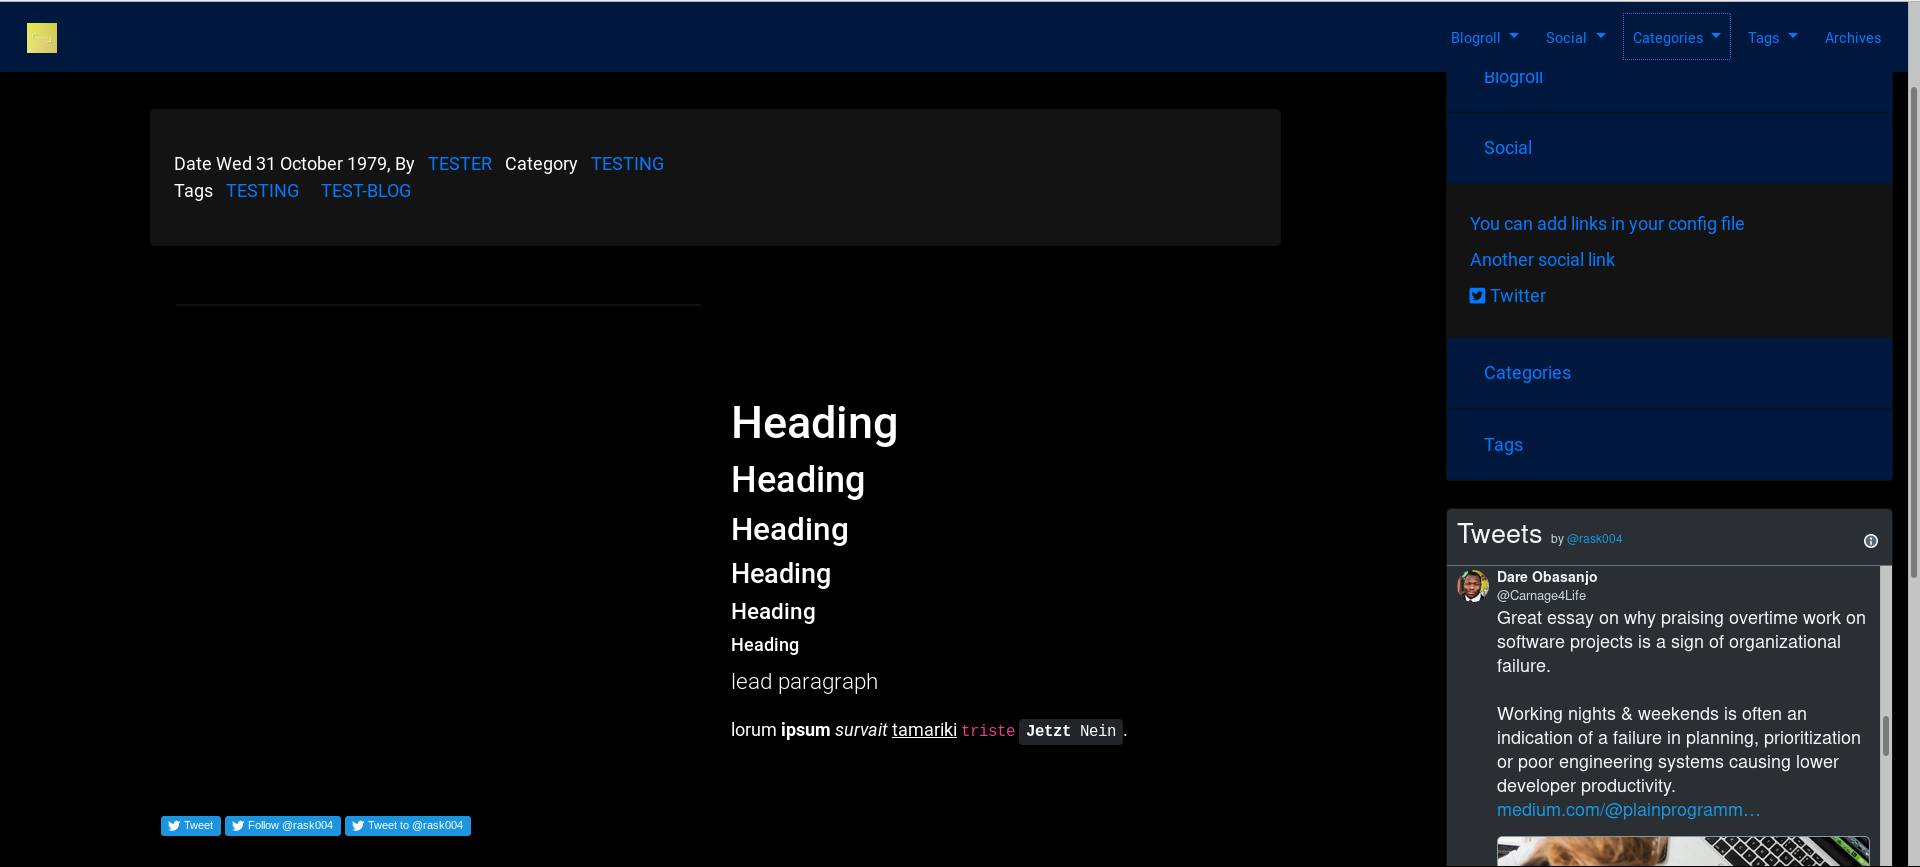 Blogroll Social Categories Tags Archives
Date Wed 31 October 1979, By TESTER Category TESTING
Tags TESTING TEST-BLOG
Heading
Heading
Heading
Heading
Heading
Heading
lead paragraph
lorum ipsum survait tamariki triste Jetzt Nein.
Tweet Follow @rask004 Tweet to @rask004
Blogroll
Social
You can add links in your config file
Another social link
Twitter
Categories
Tags
Tweets by @rask004
Dare Obasanjo
@Carnage4Life
Great essay on why praising overtime work on
software projects is a sign of organizational
failure.
Working nights & weekends is often an
indication of a failure in planning, prioritization
or poor engineering systems causing lower
developer productivity.
medium.com/@plainprogramm…